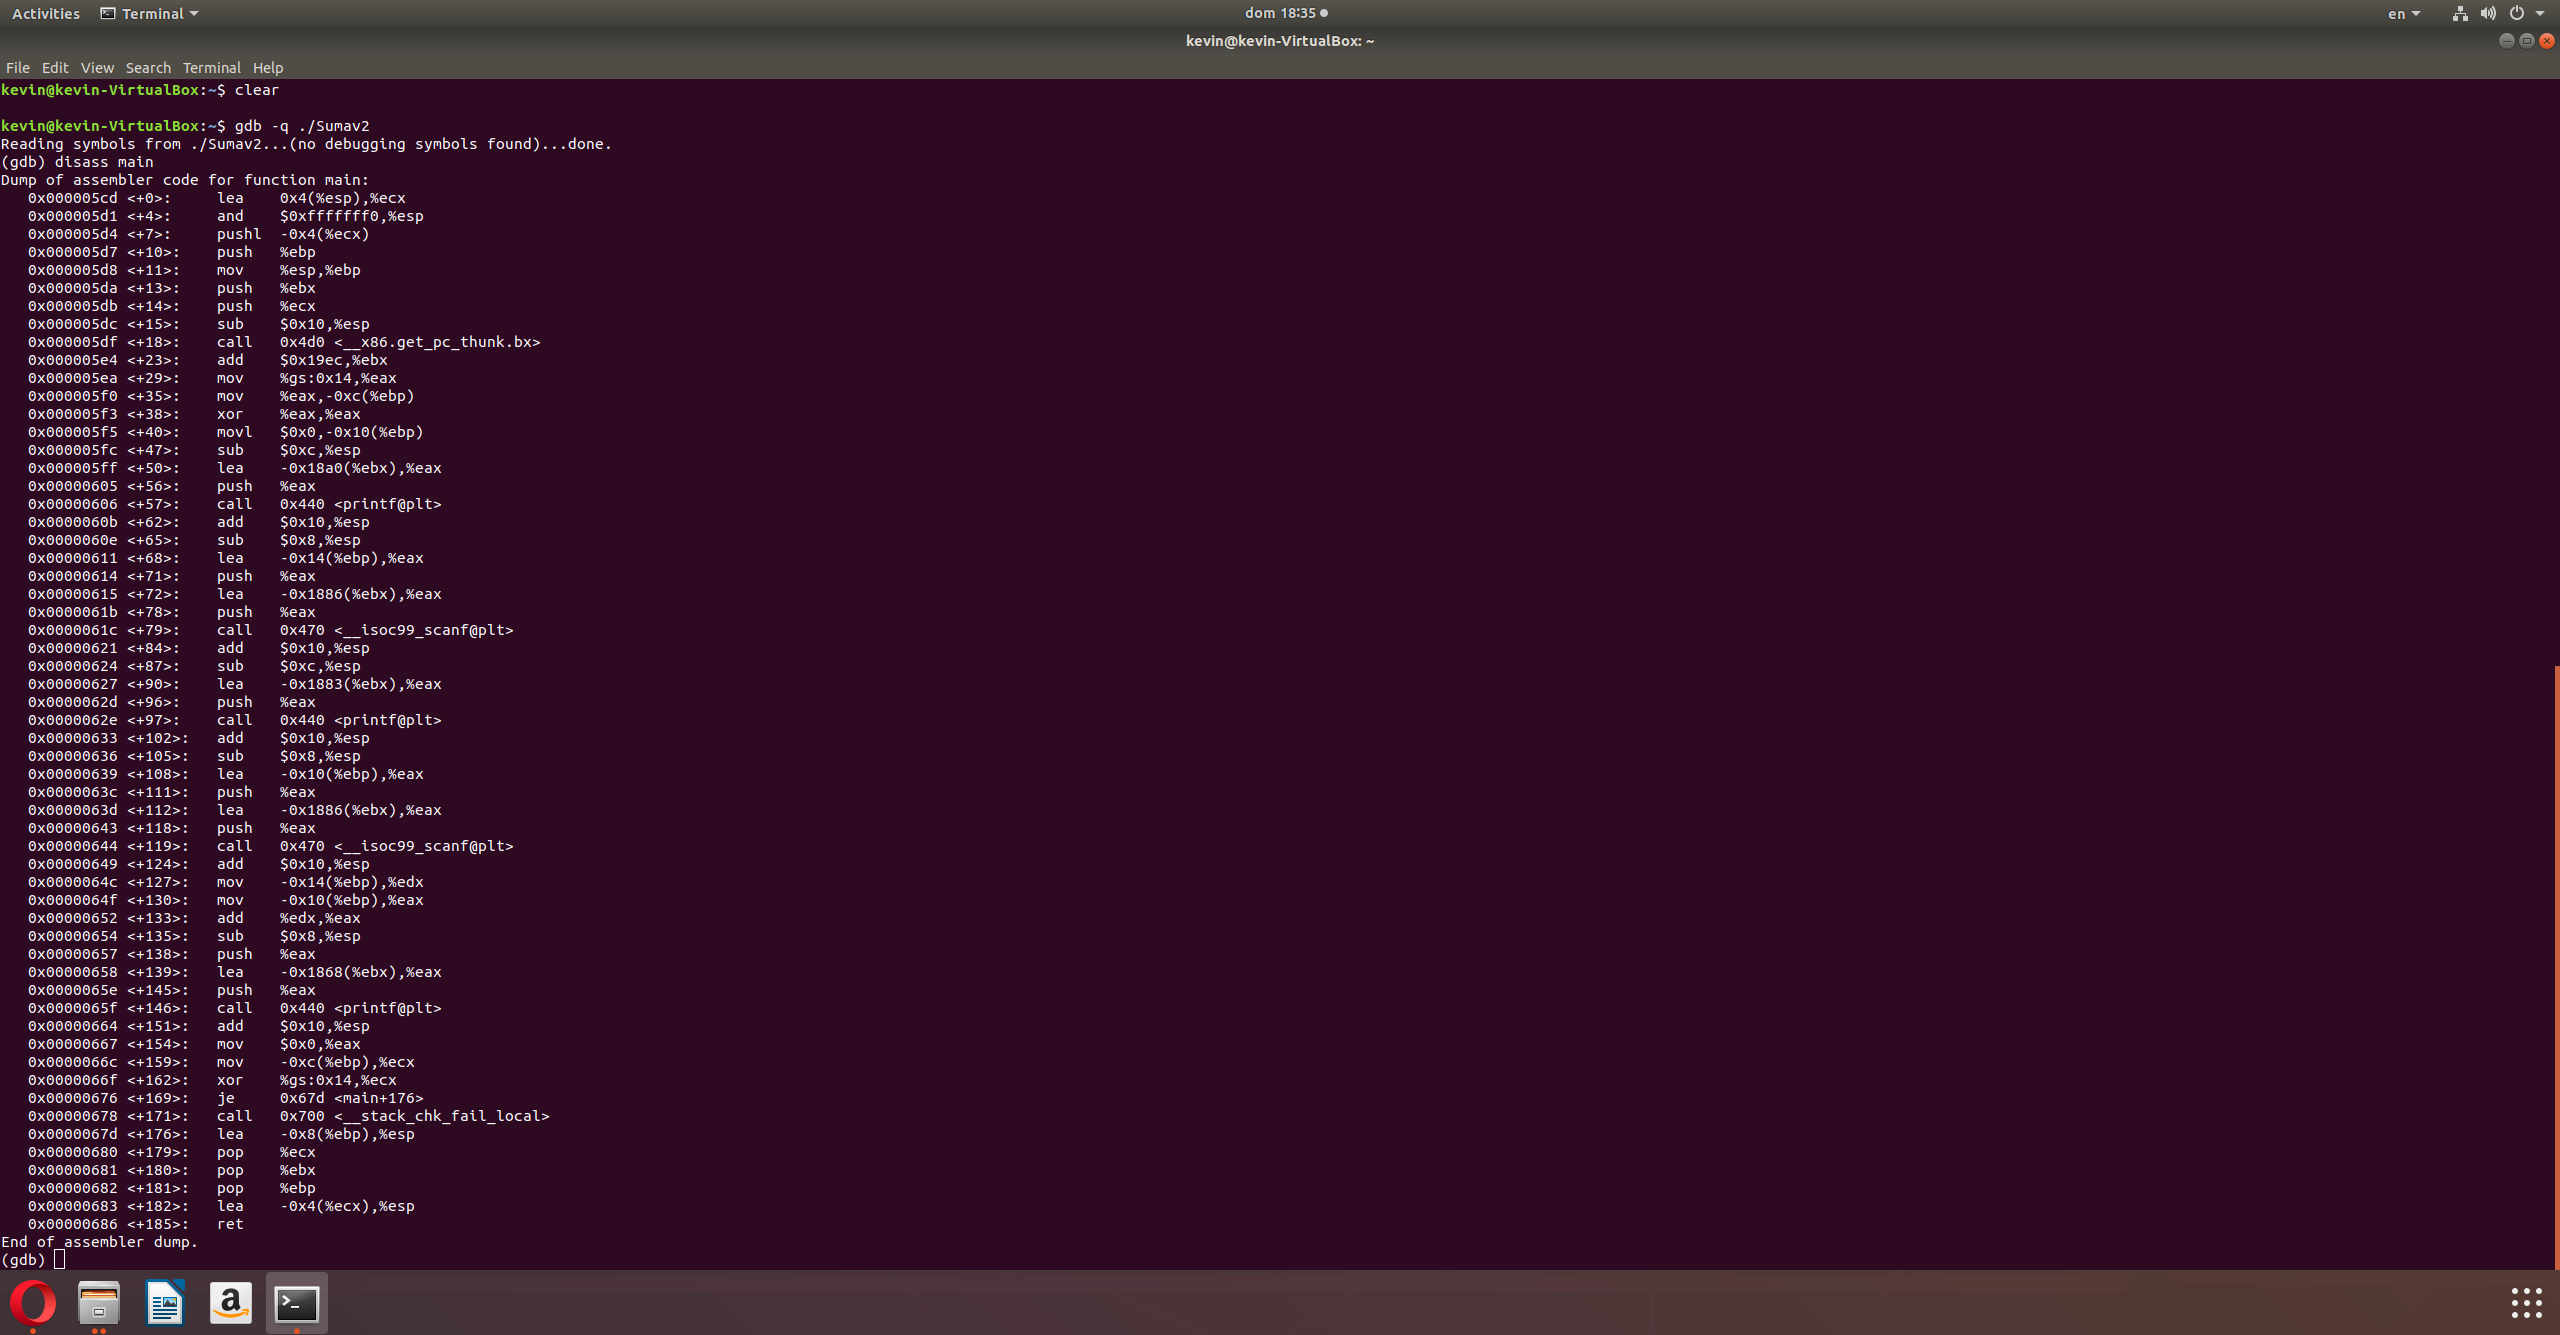 Activities Terminal dom 18:35 en
kevin@kevin-VirtualBox: ~
File Edit View Search Terminal Help
kevin@kevin-VirtualBox:~$ clear
kevin@kevin-VirtualBox:~$ gdb -q ./Sumav2
Reading symbols from ./Sumav2...(no debugging symbols found)...done.
(gdb) disass main
Dump of assembler code for function main:
   0x000005cd <+0>:     lea    0x4(%esp),%ecx
   0x000005d1 <+4>:     and    $0xfffffff0,%esp
   0x000005d4 <+7>:     pushl  -0x4(%ecx)
   0x000005d7 <+10>:    push   %ebp
   0x000005d8 <+11>:    mov    %esp,%ebp
   0x000005da <+13>:    push   %ebx
   0x000005db <+14>:    push   %ecx
   0x000005dc <+15>:    sub    $0x10,%esp
   0x000005df <+18>:    call   0x4d0 <__x86.get_pc_thunk.bx>
   0x000005e4 <+23>:    add    $0x19ec,%ebx
   0x000005ea <+29>:    mov    %gs:0x14,%eax
   0x000005f0 <+35>:    mov    %eax,-0xc(%ebp)
   0x000005f3 <+38>:    xor    %eax,%eax
   0x000005f5 <+40>:    movl   $0x0,-0x10(%ebp)
   0x000005fc <+47>:    sub    $0xc,%esp
   0x000005ff <+50>:    lea    -0x18a0(%ebx),%eax
   0x00000605 <+56>:    push   %eax
   0x00000606 <+57>:    call   0x440 <printf@plt>
   0x0000060b <+62>:    add    $0x10,%esp
   0x0000060e <+65>:    sub    $0x8,%esp
   0x00000611 <+68>:    lea    -0x14(%ebp),%eax
   0x00000614 <+71>:    push   %eax
   0x00000615 <+72>:    lea    -0x1886(%ebx),%eax
   0x0000061b <+78>:    push   %eax
   0x0000061c <+79>:    call   0x470 <__isoc99_scanf@plt>
   0x00000621 <+84>:    add    $0x10,%esp
   0x00000624 <+87>:    sub    $0xc,%esp
   0x00000627 <+90>:    lea    -0x1883(%ebx),%eax
   0x0000062d <+96>:    push   %eax
   0x0000062e <+97>:    call   0x440 <printf@plt>
   0x00000633 <+102>:   add    $0x10,%esp
   0x00000636 <+105>:   sub    $0x8,%esp
   0x00000639 <+108>:   lea    -0x10(%ebp),%eax
   0x0000063c <+111>:   push   %eax
   0x0000063d <+112>:   lea    -0x1886(%ebx),%eax
   0x00000643 <+118>:   push   %eax
   0x00000644 <+119>:   call   0x470 <__isoc99_scanf@plt>
   0x00000649 <+124>:   add    $0x10,%esp
   0x0000064c <+127>:   mov    -0x14(%ebp),%edx
   0x0000064f <+130>:   mov    -0x10(%ebp),%eax
   0x00000652 <+133>:   add    %edx,%eax
   0x00000654 <+135>:   sub    $0x8,%esp
   0x00000657 <+138>:   push   %eax
   0x00000658 <+139>:   lea    -0x1868(%ebx),%eax
   0x0000065e <+145>:   push   %eax
   0x0000065f <+146>:   call   0x440 <printf@plt>
   0x00000664 <+151>:   add    $0x10,%esp
   0x00000667 <+154>:   mov    $0x0,%eax
   0x0000066c <+159>:   mov    -0xc(%ebp),%ecx
   0x0000066f <+162>:   xor    %gs:0x14,%ecx
   0x00000676 <+169>:   je     0x67d <main+176>
   0x00000678 <+171>:   call   0x700 <__stack_chk_fail_local>
   0x0000067d <+176>:   lea    -0x8(%ebp),%esp
   0x00000680 <+179>:   pop    %ecx
   0x00000681 <+180>:   pop    %ebx
   0x00000682 <+181>:   pop    %ebp
   0x00000683 <+182>:   lea    -0x4(%ecx),%esp
   0x00000686 <+185>:   ret
End of assembler dump.
(gdb)